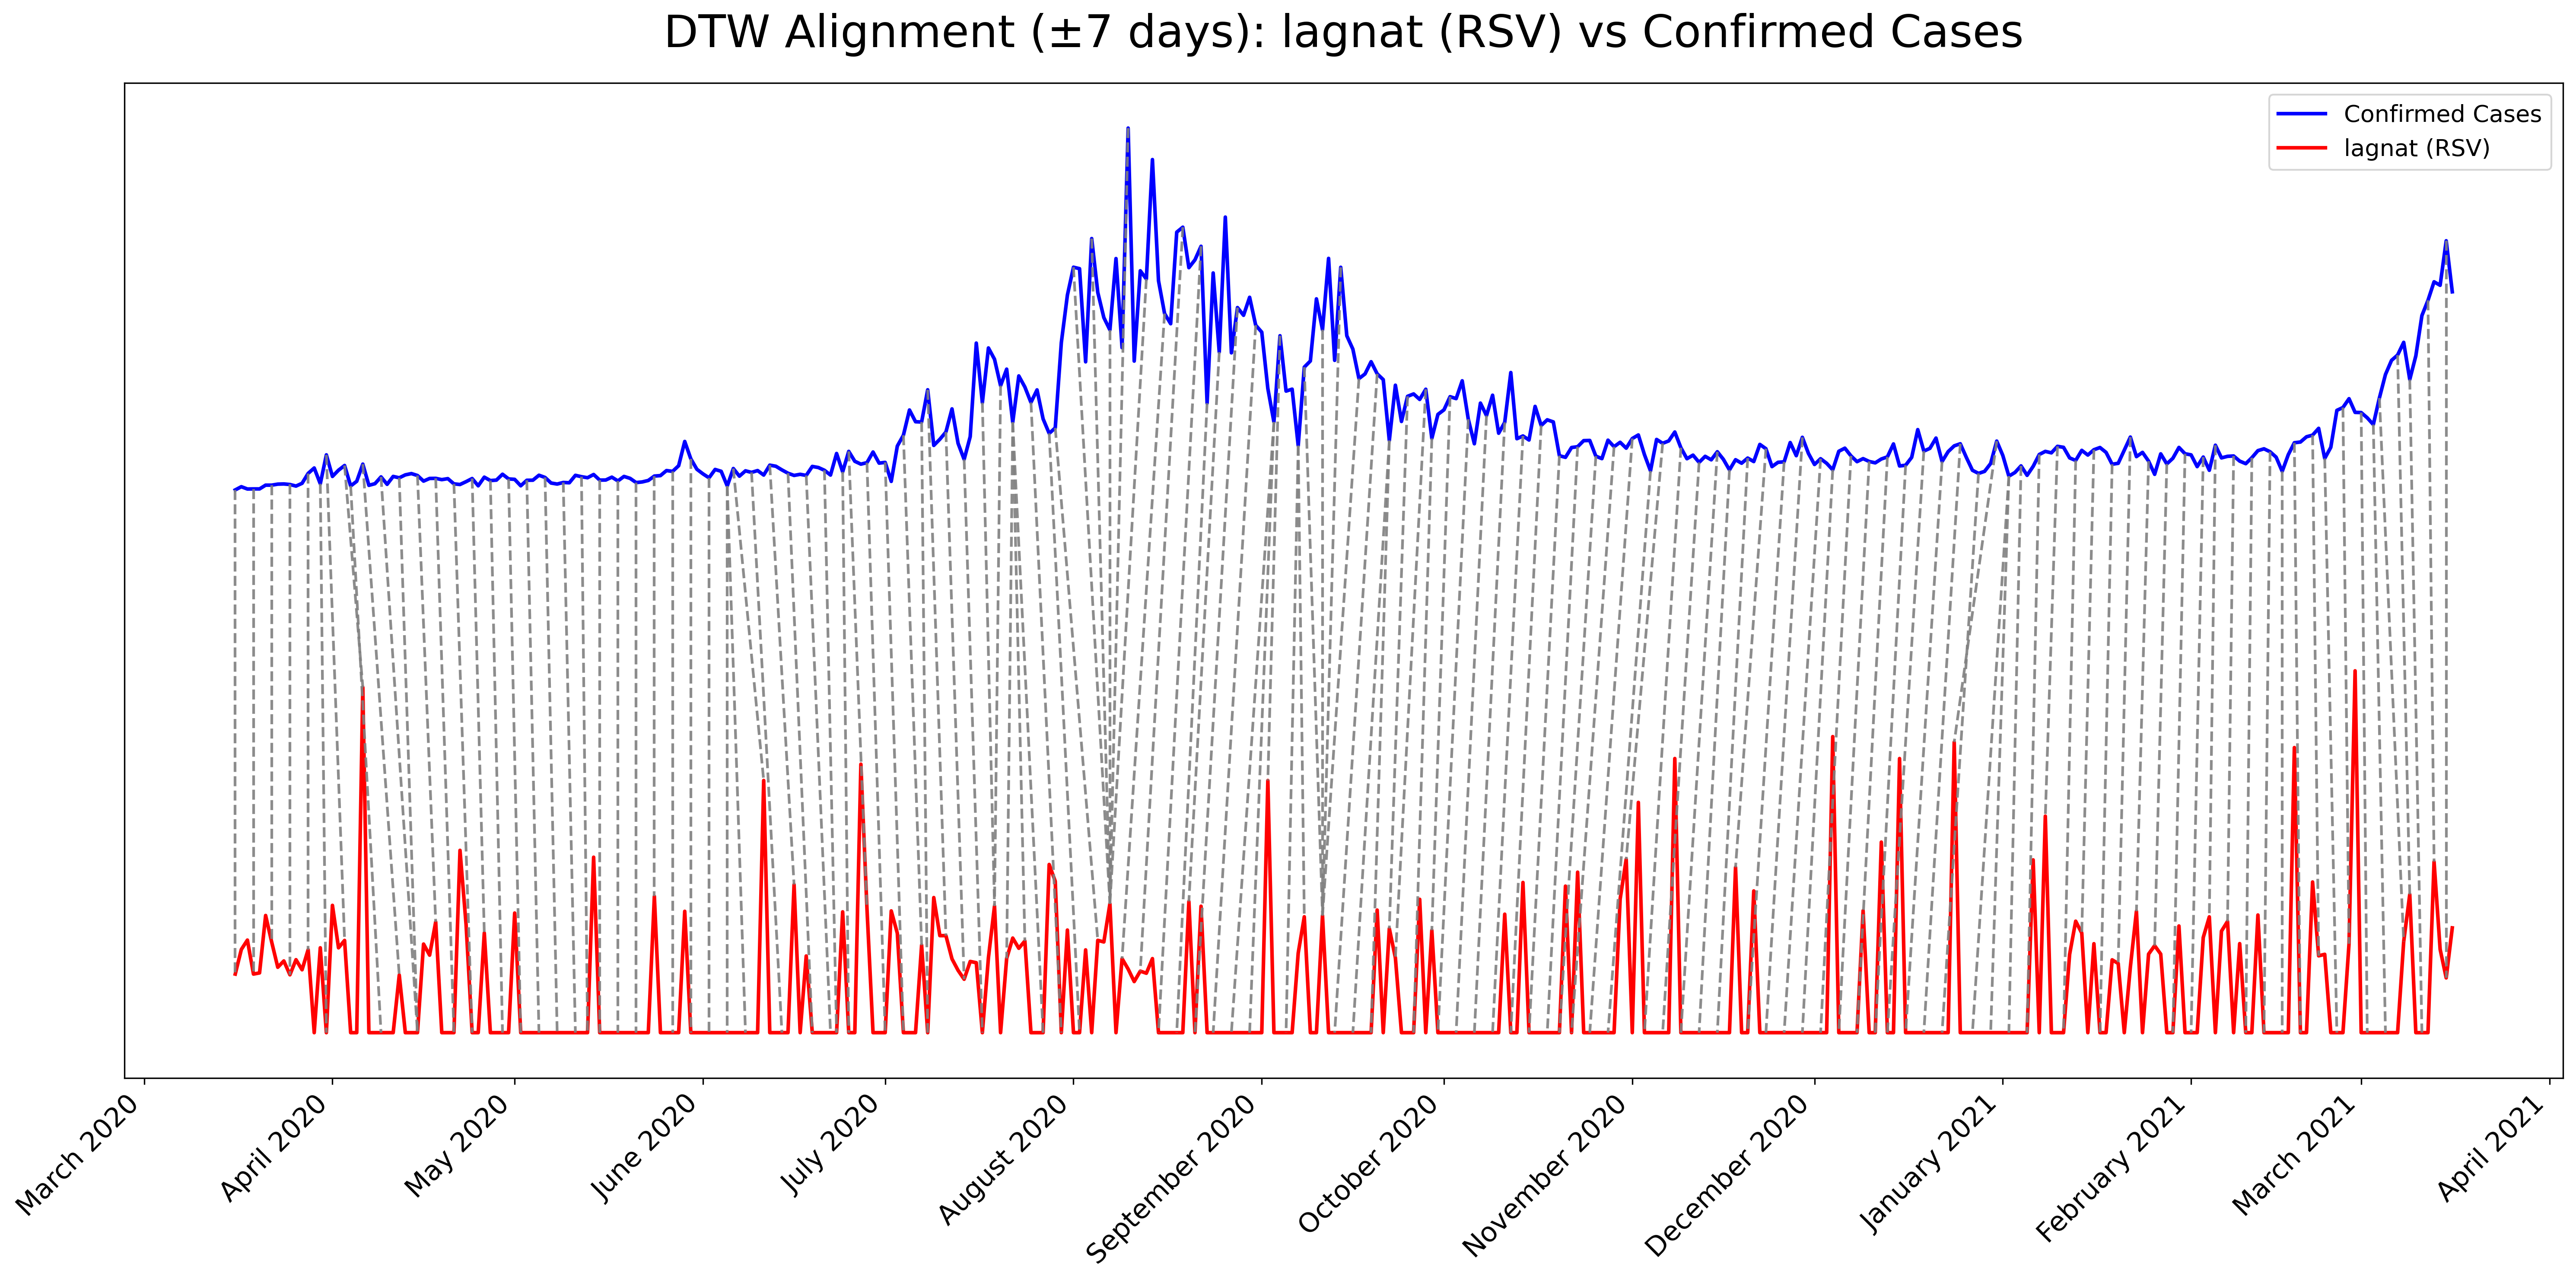 DTW Alignment (±7 days): lagnat (RSV) vs Confirmed Cases
Confirmed Cases
lagnat (RSV)
March 2020
April 2020
May 2020
June 2020
July 2020
August 2020
September 2020
October 2020
November 2020
December 2020
January 2021
February 2021
March 2021
April 2021